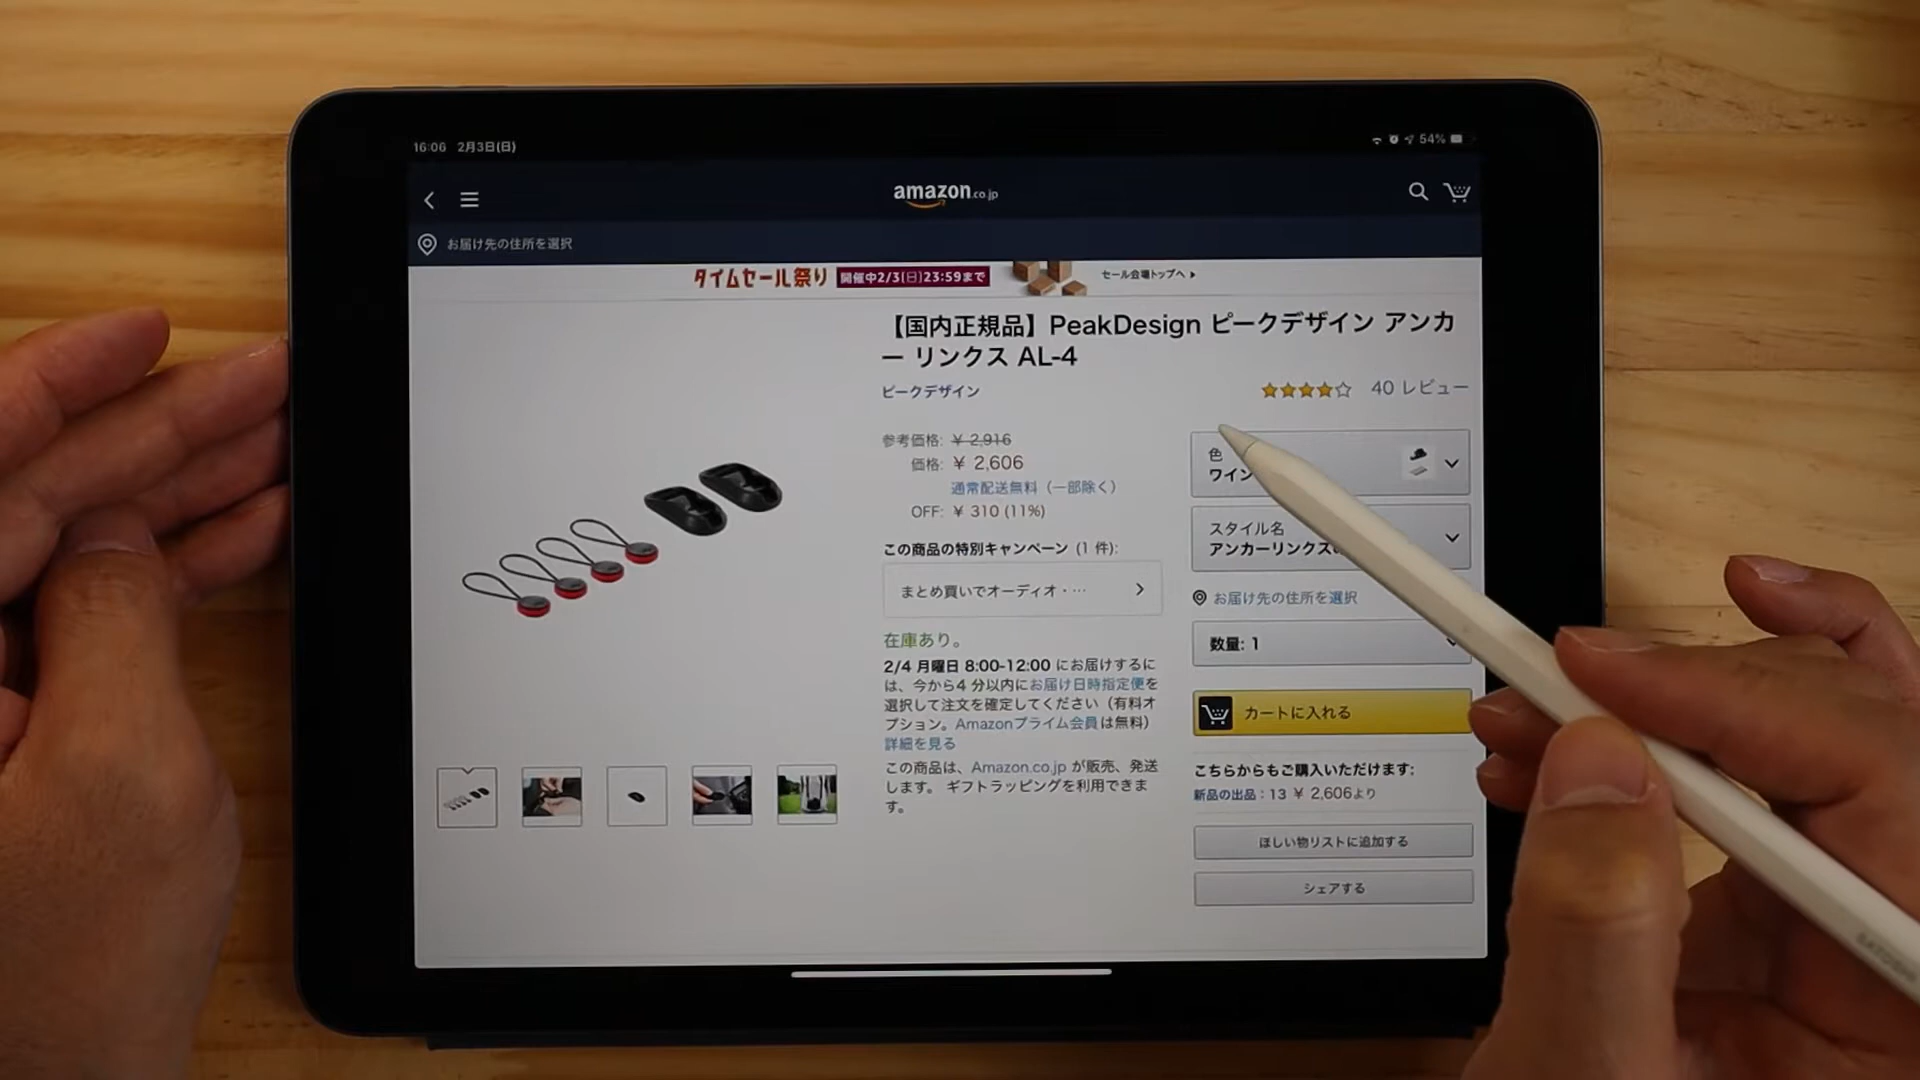 16:06 2月3日(日)
54%
amazon.co.jp
お届け先の住所を選択
タイムセール祭り 開催中2/3(日)23:59まで セール会場トップへ
【国内正規品】PeakDesign ピークデザイン アンカ
ー リンクス AL-4
ピークデザイン
40 レビュー
参考価格: ¥ 2,916
価格: ¥ 2,606
通常配送無料（一部除く）
OFF: ¥ 310 (11%)
この商品の特別キャンペーン (1 件):
まとめ買いでオーディオ・…
在庫あり。
2/4 月曜日 8:00-12:00 にお届けするに
は、今から4 分以内にお届け日時指定便を
選択して注文を確定してください（有料オ
プション。Amazonプライム会員は無料）
詳細を見る
この商品は、Amazon.co.jp が販売、発送
します。 ギフトラッピングを利用できま
す。
色
ワイン
スタイル名
アンカーリンクス
お届け先の住所を選択
数量: 1
カートに入れる
こちらからもご購入いただけます:
新品の出品：13 ¥ 2,606より
ほしい物リストに追加する
シェアする